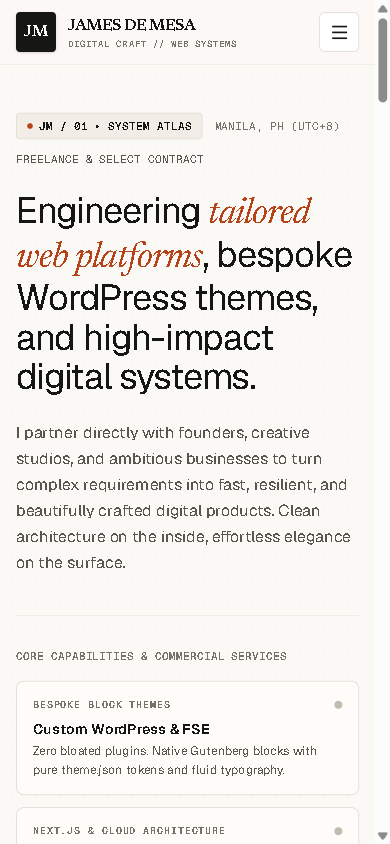 JM
JAMES DE MESA
DIGITAL CRAFT // WEB SYSTEMS
JM / 01 • SYSTEM ATLAS
MANILA, PH (UTC+8)
FREELANCE & SELECT CONTRACT
Engineering tailored
web platforms, bespoke
WordPress themes,
and high-impact
digital systems.
I partner directly with founders, creative
studios, and ambitious businesses to turn
complex requirements into fast, resilient, and
beautifully crafted digital products. Clean
architecture on the inside, effortless elegance
on the surface.
CORE CAPABILITIES & COMMERCIAL SERVICES
BESPOKE BLOCK THEMES
Custom WordPress & FSE
Zero bloated plugins. Native Gutenberg blocks with
pure theme.json tokens and fluid typography.
NEXT.JS & CLOUD ARCHITECTURE